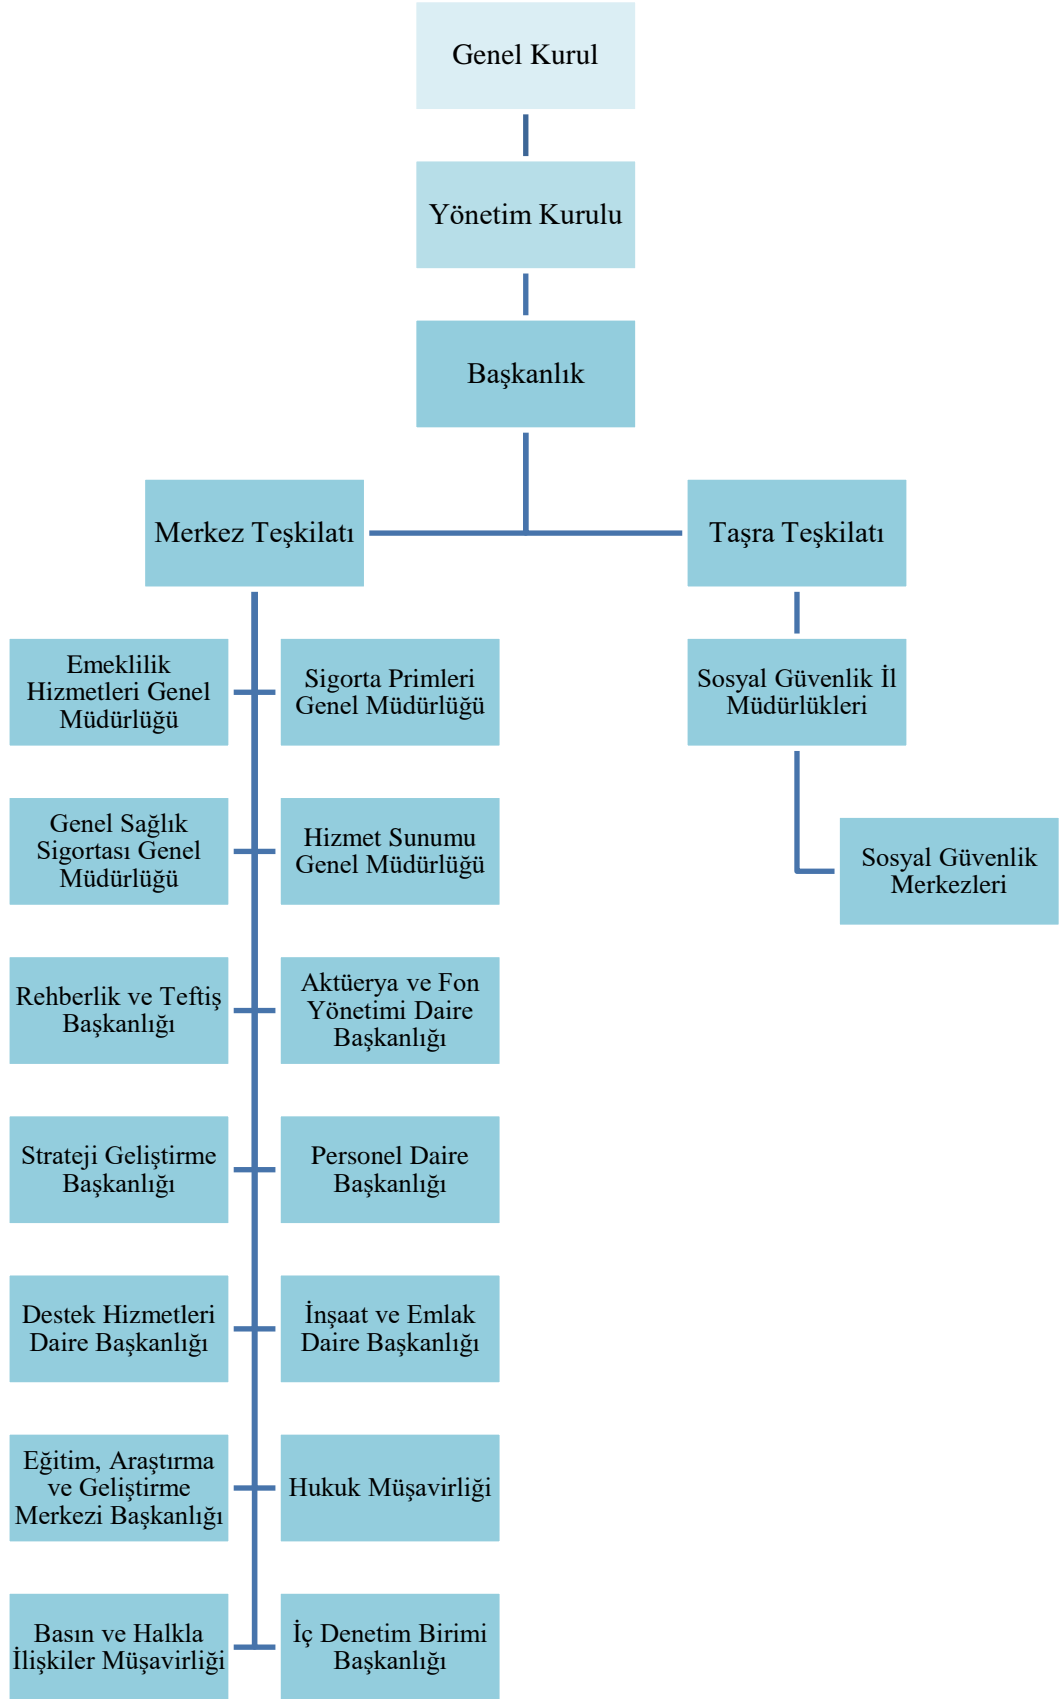 Genel Kurul
Yönetim Kurulu
Başkanlık
Merkez Teşkilatı
Taşra Teşkilatı
Emeklilik
Hizmetleri Genel
Müdürlüğü
Sigorta Primleri
Genel Müdürlüğü
Sosyal Güvenlik İl
Müdürlükleri
Genel Sağlık
Sigortası Genel
Müdürlüğü
Hizmet Sunumu
Genel Müdürlüğü
Sosyal Güvenlik
Merkezleri
Rehberlik ve Teftiş
Başkanlığı
Aktüerya ve Fon
Yönetimi Daire
Başkanlığı
Strateji Geliştirme
Başkanlığı
Personel Daire
Başkanlığı
Destek Hizmetleri
Daire Başkanlığı
İnşaat ve Emlak
Daire Başkanlığı
Eğitim, Araştırma
ve Geliştirme
Merkezi Başkanlığı
Hukuk Müşavirliği
Basın ve Halkla
İlişkiler Müşavirliği
İç Denetim Birimi
Başkanlığı